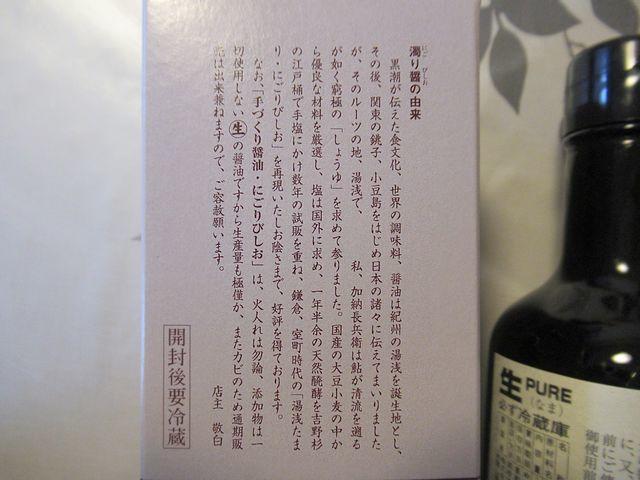 濁り醤の由来
にご びしお
黒潮が伝えた食文化、世界の調味料、醤油は紀州の湯浅を誕生地とし、
その後、関東の銚子、小豆島をはじめ日本の諸々に伝えてまいりました
が、そのルーツの地、湯浅で、 私、加納長兵衛は鮎が清流を遡る
が如く窮極の「しょうゆ」を求めて参りました。国産の大豆小麦の中か
ら優良な材料を厳選し、塩は国外に求め、一年半余の天然醗酵を吉野杉
の江戸桶で手塩にかけ数年の試販を重ね、鎌倉、室町時代の「湯浅たま
り・にごりびしお」を再現いたしお陰さまで、好評を得ております。
なお、「手づくり醤油・にごりびしお」は、火入れは勿論、添加物は一
切使用しない生の醤油ですから生産量も極僅か、またカビのため通期販
売は出来兼ねますので、ご容赦願います。
店主 敬白
開封後要冷蔵
生 PURE
(なま)
必ず冷蔵庫
に、又、
前にご使
御使用前